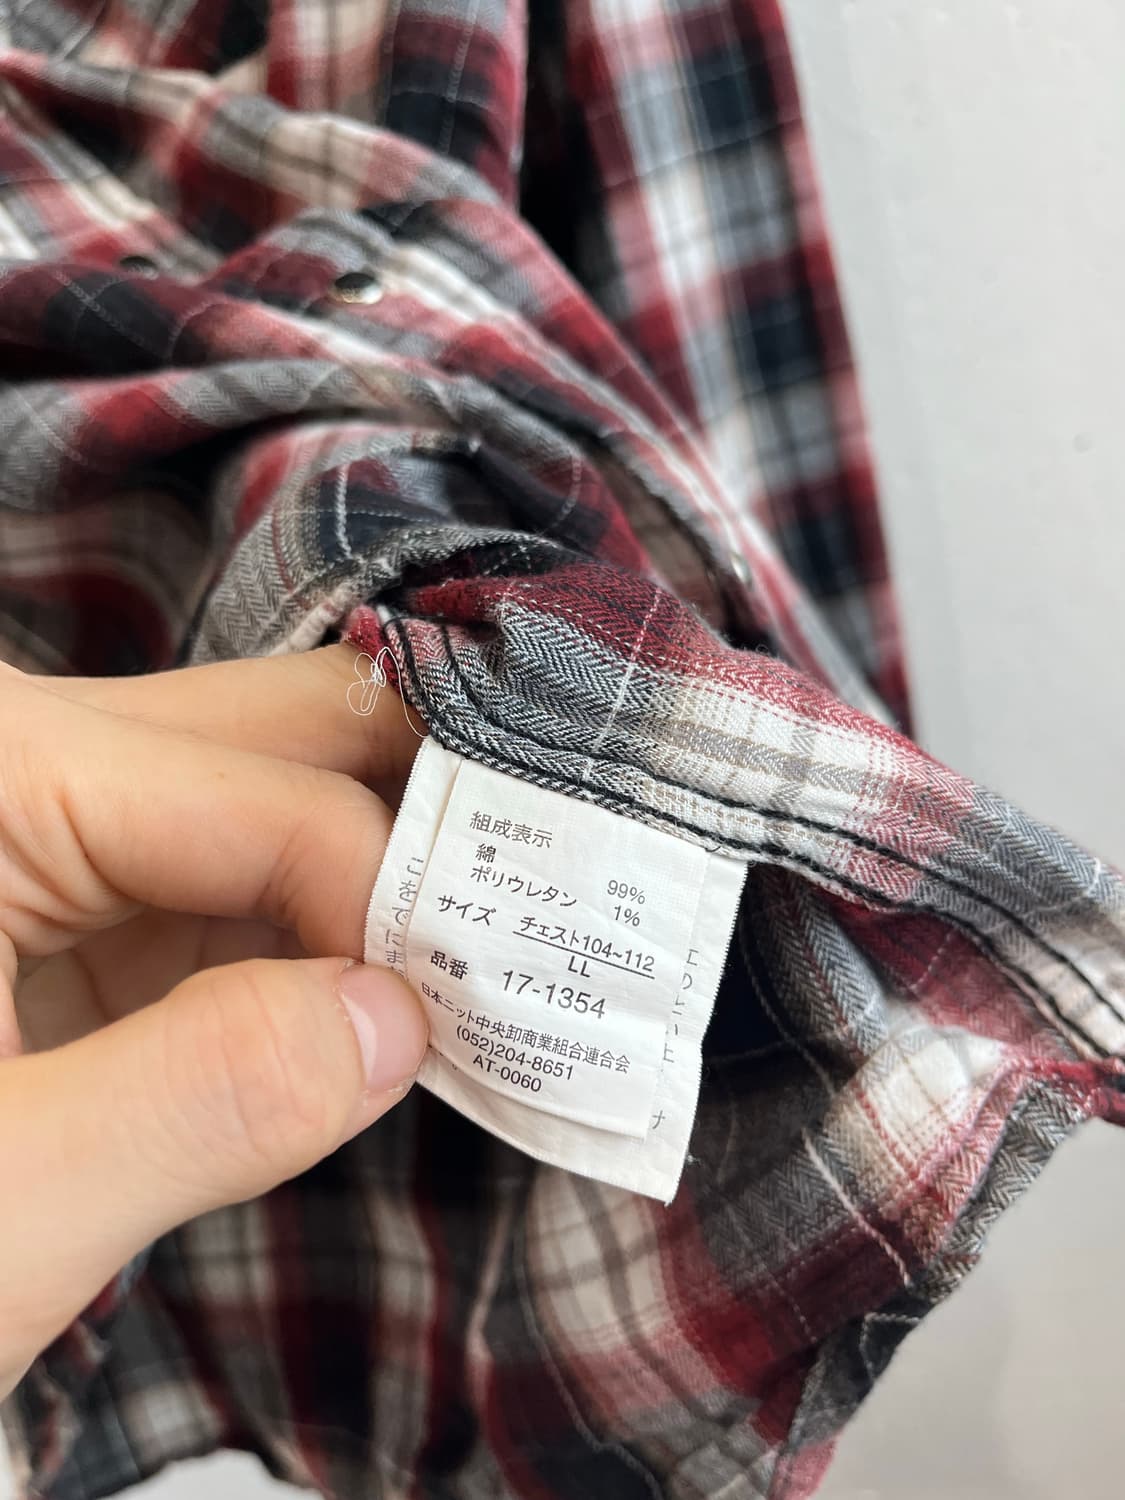 組成表示
綿 99%
ポリウレタン 1%
サイズ チェスト104~112
LL
品番 17-1354
日本ニット中央卸商業組合連合会
(052)204-8651
AT-0060